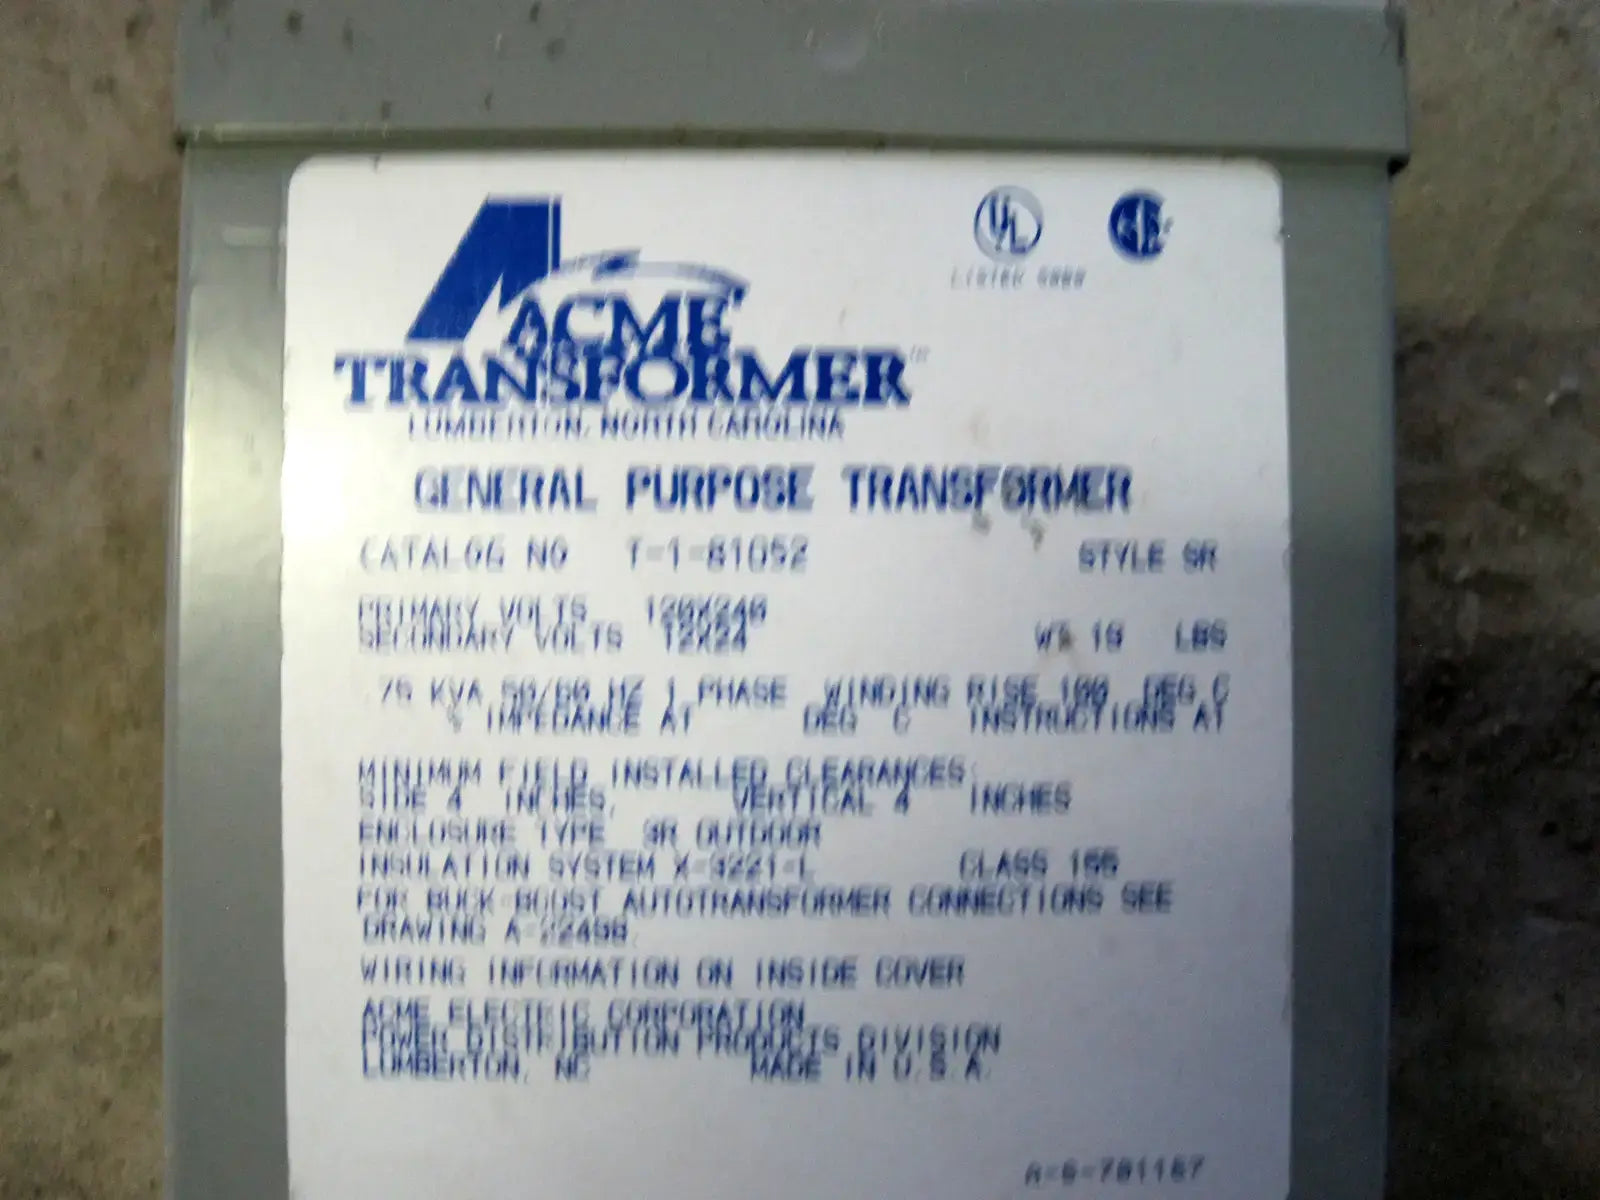 UL
LISTED
ACME
TRANSFORMER™
LUMBERTON, NORTH CAROLINA
GENERAL PURPOSE TRANSFORMER
CATALOG NO T-1-81052 STYLE SR
PRIMARY VOLTS 120X240
SECONDARY VOLTS 12X24 WT 19 LBS
75 KVA 50/60 HZ 1 PHASE WINDING RISE 100 DEG C
% IMPEDANCE AT DEG C INSTRUCTIONS AT
MINIMUM FIELD INSTALLED CLEARANCES:
SIDE 4 INCHES, VERTICAL 4 INCHES
ENCLOSURE TYPE 3R OUTDOOR
INSULATION SYSTEM X-3221-L CLASS 155
FOR BUCK-BOOST AUTOTRANSFORMER CONNECTIONS SEE
DRAWING
WIRING INFORMATION ON INSIDE COVER
ACME ELECTRIC CORPORATION
POWER DISTRIBUTION PRODUCTS DIVISION
LUMBERTON, NC MADE IN U.S.A.